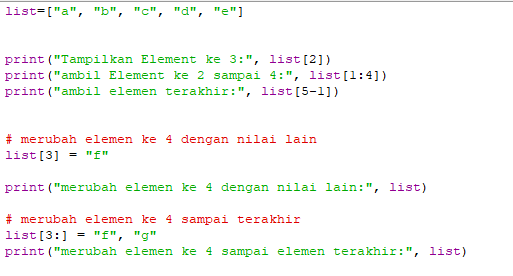 list=["a", "b", "c", "d", "e"]
print("Tampilkan Element ke 3:", list[2])
print("ambil Element ke 2 sampai 4:", list[1:4])
print("ambil elemen terakhir:", list[5-1])
# merubah elemen ke 4 dengan nilai lain
list[3] = "f"
print("merubah elemen ke 4 dengan nilai lain:", list)
# merubah elemen ke 4 sampai terakhir
list[3:] = "f", "g"
print("merubah elemen ke 4 sampai elemen terakhir:", list)